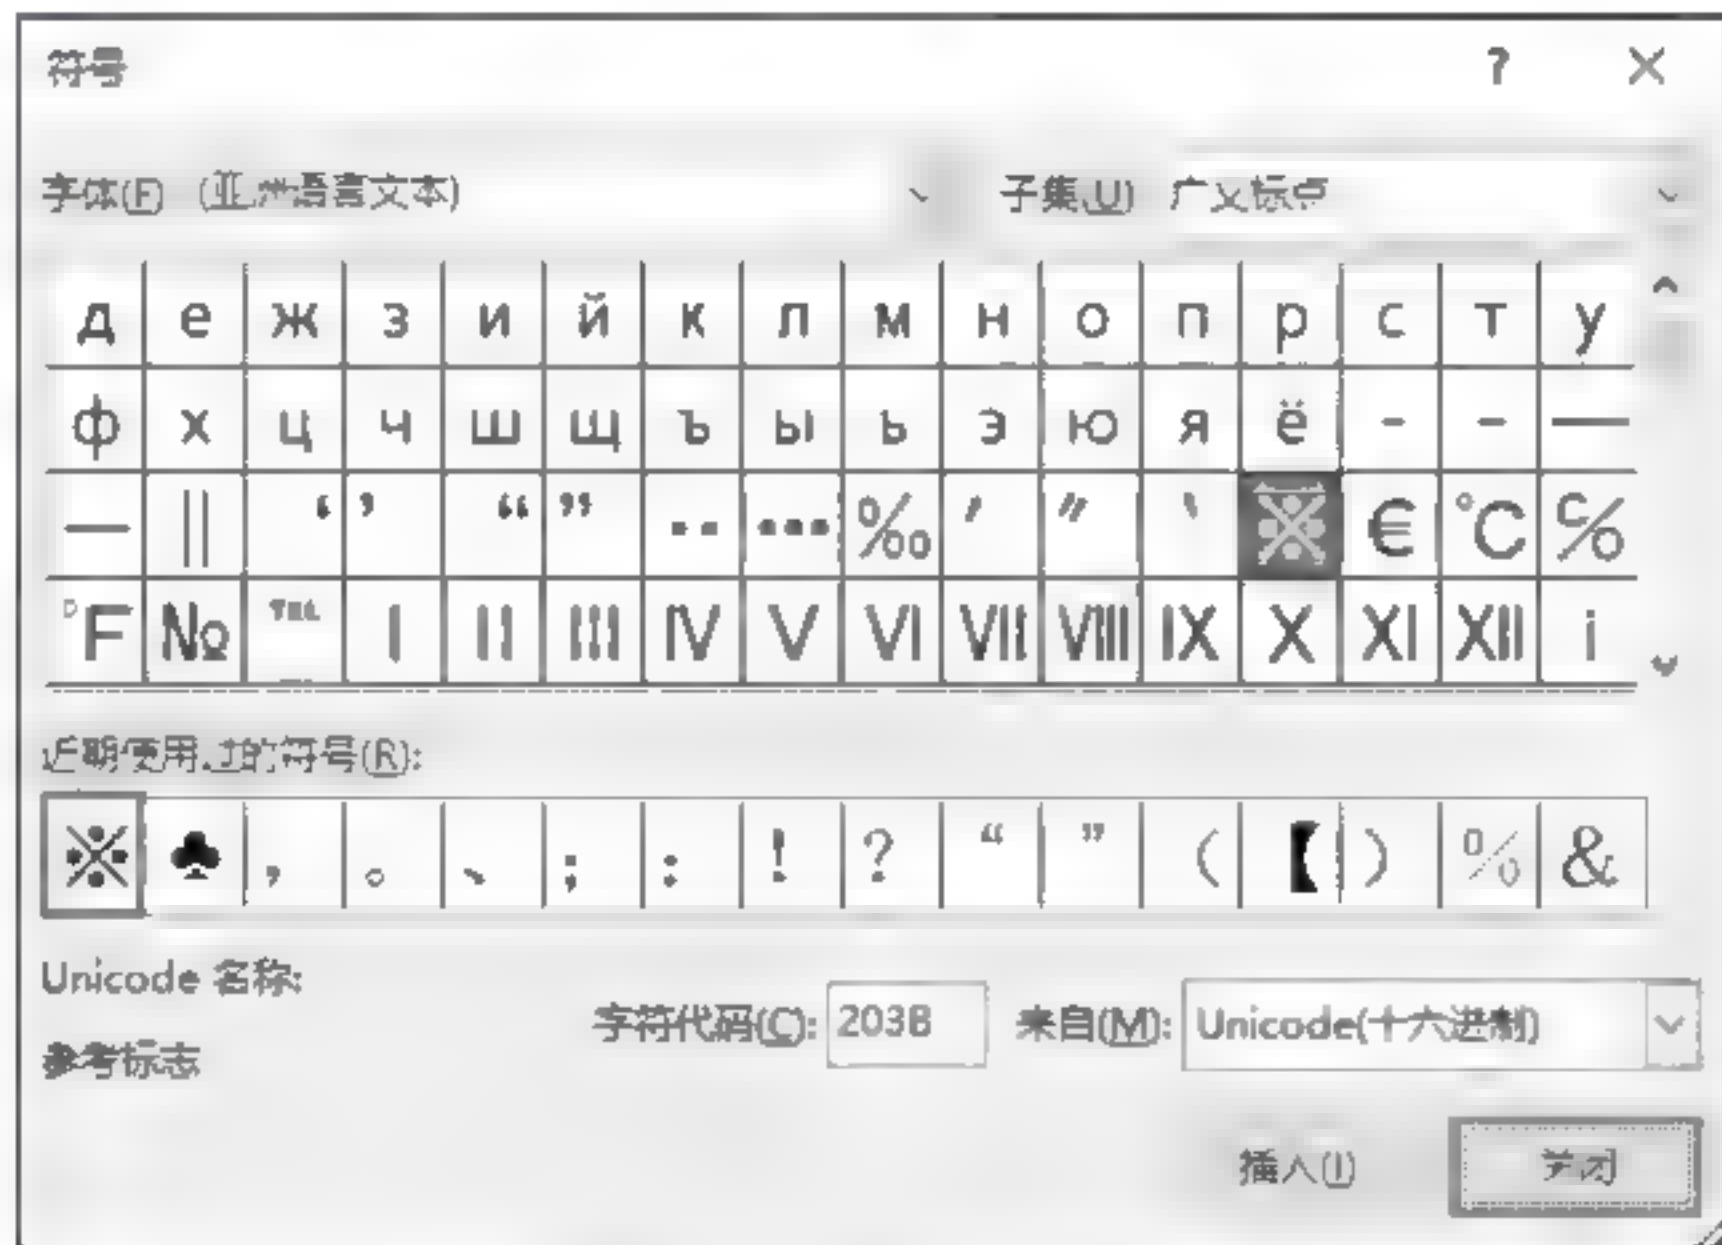 符号 ? ×
字体(F) (亚洲语言文本) 子集(U) 广义标点
д е ж з и й к л м н о п р с т у
ф х ц ч ш щ ъ ы ь э ю я ё - – —
― ‖ ‘ ’ “ ” ‥ … ‰ ′ ″ ‵ ※ € ℃ ℅
℉ № ℡ Ⅰ Ⅱ Ⅲ Ⅳ Ⅴ Ⅵ Ⅶ Ⅷ Ⅸ Ⅹ Ⅺ Ⅻ ⅰ
近期使用过的符号(R):
※ ♣ , 。 、 ; : ! ? “ ” ( 【 ) % &
Unicode 名称:
字符代码(C): 203B 来自(M): Unicode(十六进制)
参考标志
插入(I) 关闭